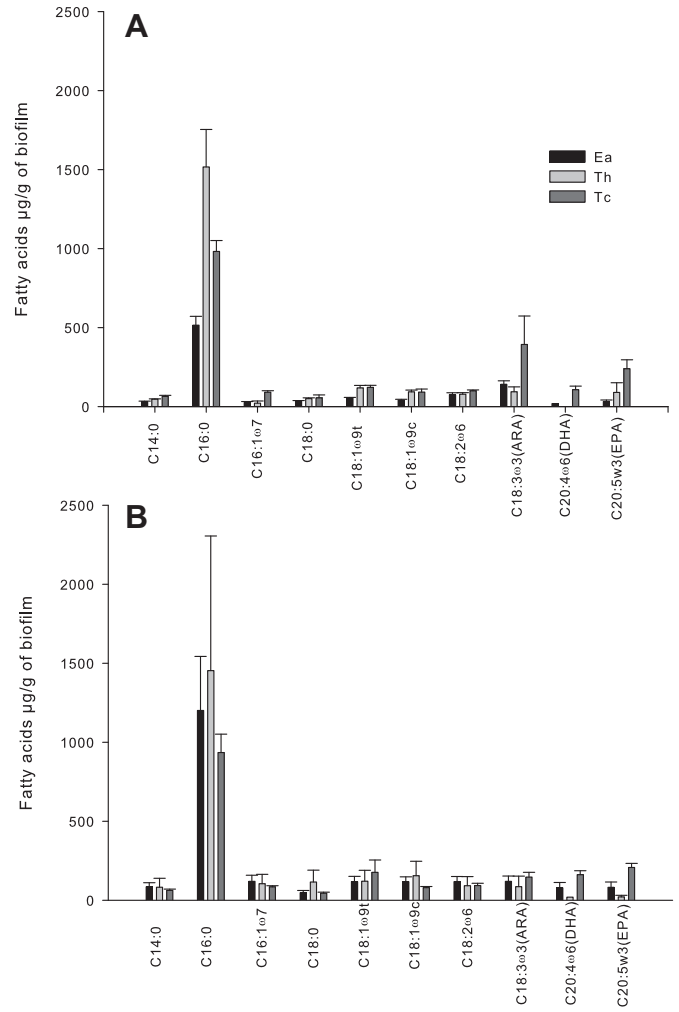 A
2500
2000
1500
1000
500
0
Fatty acids µg/g of biofilm
Ea
Th
Tc
C14:0
C16:0
C16:1ω7
C18:0
C18:1ω9t
C18:1ω9c
C18:2ω6
C18:3ω3(ARA)
C20:4ω6(DHA)
C20:5w3(EPA)
B
2500
2000
1500
1000
500
0
Fatty acids µg/g of biofilm
C14:0
C16:0
C16:1ω7
C18:0
C18:1ω9t
C18:1ω9c
C18:2ω6
C18:3ω3(ARA)
C20:4ω6(DHA)
C20:5w3(EPA)